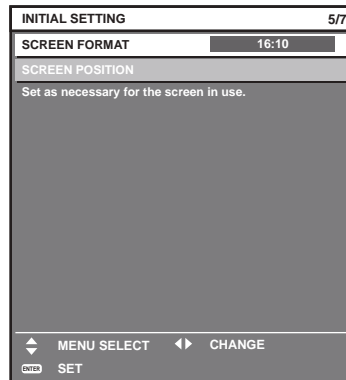 INITIAL SETTING 5/7
SCREEN FORMAT 16:10
SCREEN POSITION
Set as necessary for the screen in use.
MENU SELECT CHANGE
ENTER SET